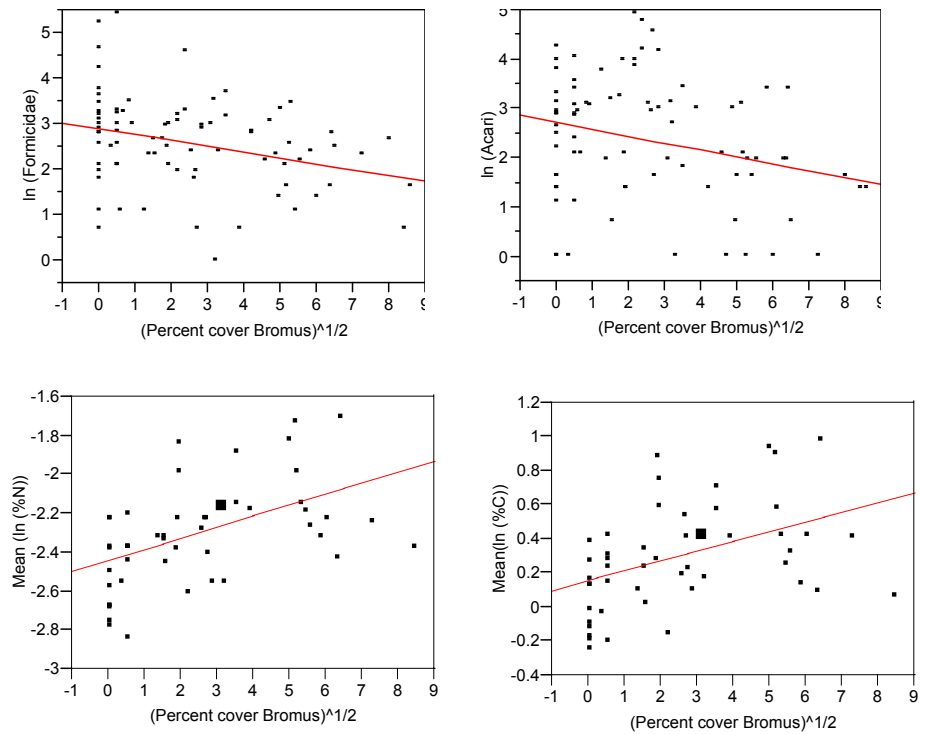 ln (Formicidae)
5
4
3
2
1
0
-1 0 1 2 3 4 5 6 7 8 9
(Percent cover Bromus)^1/2
ln (Acari)
5
4
3
2
1
0
-1 0 1 2 3 4 5 6 7 8 9
(Percent cover Bromus)^1/2
Mean (ln (%N))
-1.6
-1.8
-2
-2.2
-2.4
-2.6
-2.8
-3
-1 0 1 2 3 4 5 6 7 8 9
(Percent cover Bromus)^1/2
Mean(ln (%C))
1.2
1
0.8
0.6
0.4
0.2
0
-0.2
-0.4
-1 0 1 2 3 4 5 6 7 8 9
(Percent cover Bromus)^1/2